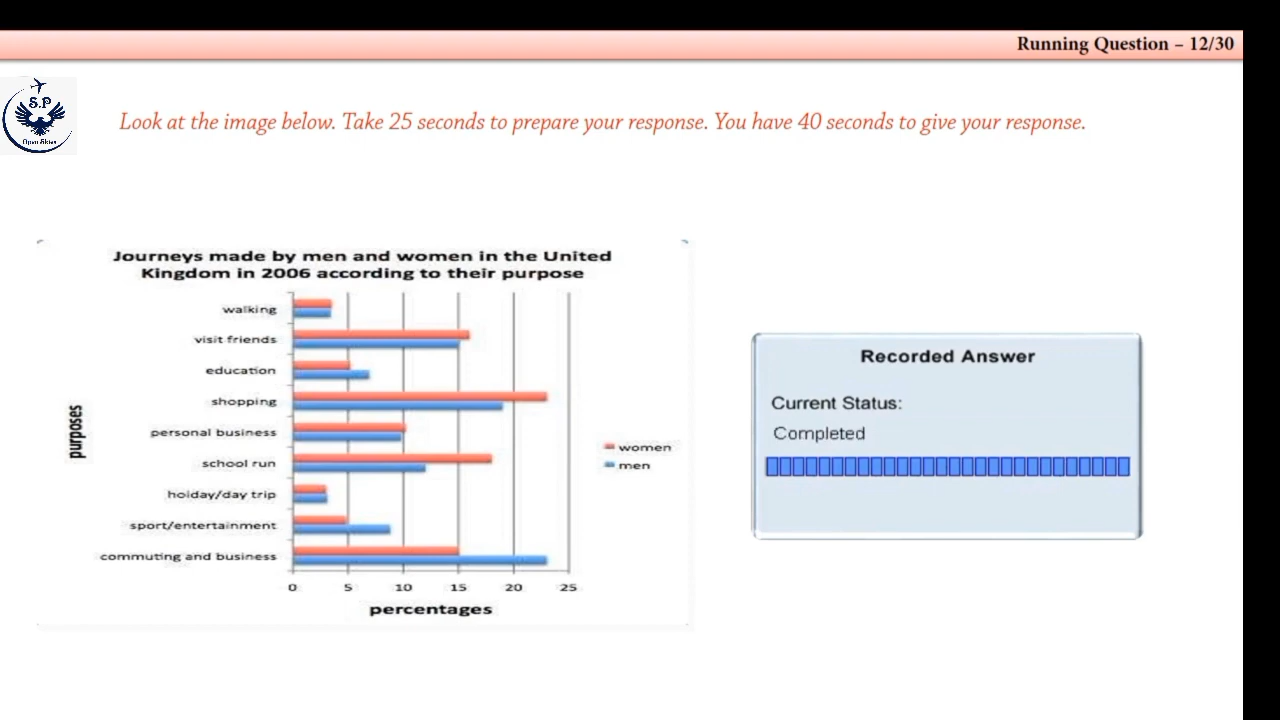 Running Question – 12/30
S.P
Look at the image below. Take 25 seconds to prepare your response. You have 40 seconds to give your response.
Journeys made by men and women in the United
Kingdom in 2006 according to their purpose
purposes
walking
visit friends
education
shopping
personal business
school run
hoiday/day trip
sport/entertainment
commuting and business
women
men
0 5 10 15 20 25
percentages
Recorded Answer
Current Status:
Completed